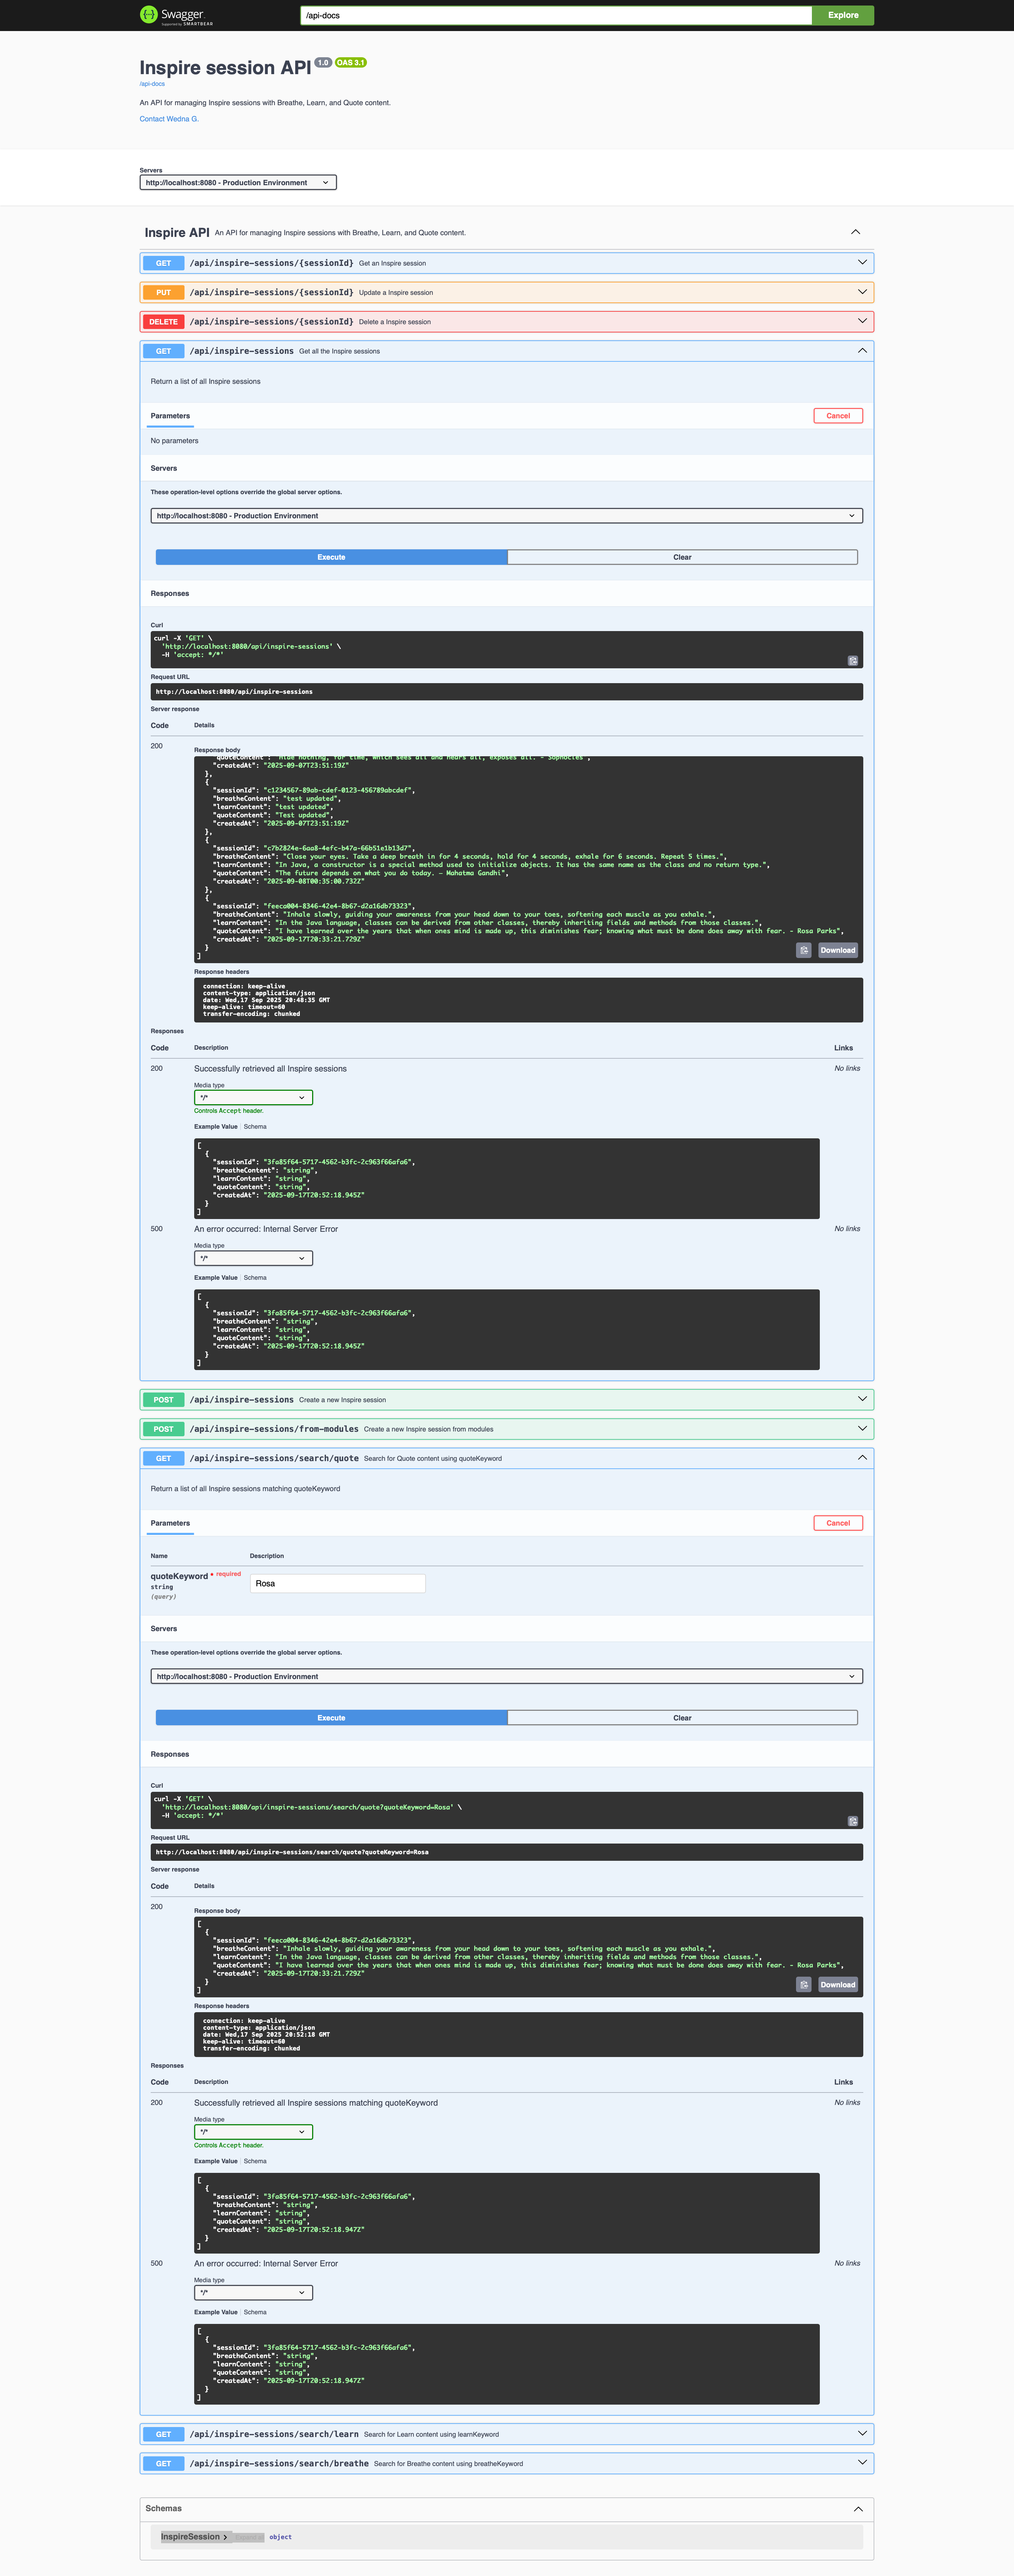 Swagger.
Supported by SMARTBEAR
/api-docs
Explore
Inspire session API 1.0 OAS 3.1
/api-docs
An API for managing Inspire sessions with Breathe, Learn, and Quote content.
Contact Wedna G.
Servers
http://localhost:8080 - Production Environment
Inspire API An API for managing Inspire sessions with Breathe, Learn, and Quote content.
GET /api/inspire-sessions/{sessionId} Get an Inspire session
PUT /api/inspire-sessions/{sessionId} Update a Inspire session
DELETE /api/inspire-sessions/{sessionId} Delete a Inspire session
GET /api/inspire-sessions Get all the Inspire sessions
Return a list of all Inspire sessions
Parameters
Cancel
No parameters
Servers
These operation-level options override the global server options.
http://localhost:8080 - Production Environment
Execute
Clear
Responses
Curl
curl -X 'GET' \
'http://localhost:8080/api/inspire-sessions' \
-H 'accept: */*'
Request URL
http://localhost:8080/api/inspire-sessions
Server response
Code Details
200
Response body
"quoteContent": "Hide nothing, for time, which sees all and hears all, exposes all. - Sophocles",
"createdAt": "2025-09-07T23:51:19Z"
},
{
"sessionId": "c1234567-89ab-cdef-0123-456789abcdef",
"breatheContent": "test updated",
"learnContent": "test updated",
"quoteContent": "Test updated",
"createdAt": "2025-09-07T23:51:19Z"
},
{
"sessionId": "c7b2824e-6aa8-4efc-b47a-66b51e1b13d7",
"breatheContent": "Close your eyes. Take a deep breath in for 4 seconds, hold for 4 seconds, exhale for 6 seconds. Repeat 5 times.",
"learnContent": "In Java, a constructor is a special method used to initialize objects. It has the same name as the class and no return type.",
"quoteContent": "The future depends on what you do today. – Mahatma Gandhi",
"createdAt": "2025-09-08T00:35:00.732Z"
},
{
"sessionId": "feeca004-8346-42e4-8b67-d2a16db73323",
"breatheContent": "Inhale slowly, guiding your awareness from your head down to your toes, softening each muscle as you exhale.",
"learnContent": "In the Java language, classes can be derived from other classes, thereby inheriting fields and methods from those classes.",
"quoteContent": "I have learned over the years that when ones mind is made up, this diminishes fear; knowing what must be done does away with fear. - Rosa Parks",
"createdAt": "2025-09-17T20:33:21.729Z"
}
]
Download
Response headers
connection: keep-alive
content-type: application/json
date: Wed,17 Sep 2025 20:48:35 GMT
keep-alive: timeout=60
transfer-encoding: chunked
Responses
Code Description Links
200 Successfully retrieved all Inspire sessions No links
Media type
*/*
Controls Accept header.
Example Value Schema
[
{
"sessionId": "3fa85f64-5717-4562-b3fc-2c963f66afa6",
"breatheContent": "string",
"learnContent": "string",
"quoteContent": "string",
"createdAt": "2025-09-17T20:52:18.945Z"
}
]
500 An error occurred: Internal Server Error No links
Media type
*/*
Example Value Schema
[
{
"sessionId": "3fa85f64-5717-4562-b3fc-2c963f66afa6",
"breatheContent": "string",
"learnContent": "string",
"quoteContent": "string",
"createdAt": "2025-09-17T20:52:18.945Z"
}
]
POST /api/inspire-sessions Create a new Inspire session
POST /api/inspire-sessions/from-modules Create a new Inspire session from modules
GET /api/inspire-sessions/search/quote Search for Quote content using quoteKeyword
Return a list of all Inspire sessions matching quoteKeyword
Parameters
Cancel
Name Description
quoteKeyword * required
string
(query)
Rosa
Servers
These operation-level options override the global server options.
http://localhost:8080 - Production Environment
Execute
Clear
Responses
Curl
curl -X 'GET' \
'http://localhost:8080/api/inspire-sessions/search/quote?quoteKeyword=Rosa' \
-H 'accept: */*'
Request URL
http://localhost:8080/api/inspire-sessions/search/quote?quoteKeyword=Rosa
Server response
Code Details
200
Response body
[
{
"sessionId": "feeca004-8346-42e4-8b67-d2a16db73323",
"breatheContent": "Inhale slowly, guiding your awareness from your head down to your toes, softening each muscle as you exhale.",
"learnContent": "In the Java language, classes can be derived from other classes, thereby inheriting fields and methods from those classes.",
"quoteContent": "I have learned over the years that when ones mind is made up, this diminishes fear; knowing what must be done does away with fear. - Rosa Parks",
"createdAt": "2025-09-17T20:33:21.729Z"
}
]
Download
Response headers
connection: keep-alive
content-type: application/json
date: Wed,17 Sep 2025 20:52:18 GMT
keep-alive: timeout=60
transfer-encoding: chunked
Responses
Code Description Links
200 Successfully retrieved all Inspire sessions matching quoteKeyword No links
Media type
*/*
Controls Accept header.
Example Value Schema
[
{
"sessionId": "3fa85f64-5717-4562-b3fc-2c963f66afa6",
"breatheContent": "string",
"learnContent": "string",
"quoteContent": "string",
"createdAt": "2025-09-17T20:52:18.947Z"
}
]
500 An error occurred: Internal Server Error No links
Media type
*/*
Example Value Schema
[
{
"sessionId": "3fa85f64-5717-4562-b3fc-2c963f66afa6",
"breatheContent": "string",
"learnContent": "string",
"quoteContent": "string",
"createdAt": "2025-09-17T20:52:18.947Z"
}
]
GET /api/inspire-sessions/search/learn Search for Learn content using learnKeyword
GET /api/inspire-sessions/search/breathe Search for Breathe content using breatheKeyword
Schemas
InspireSession object